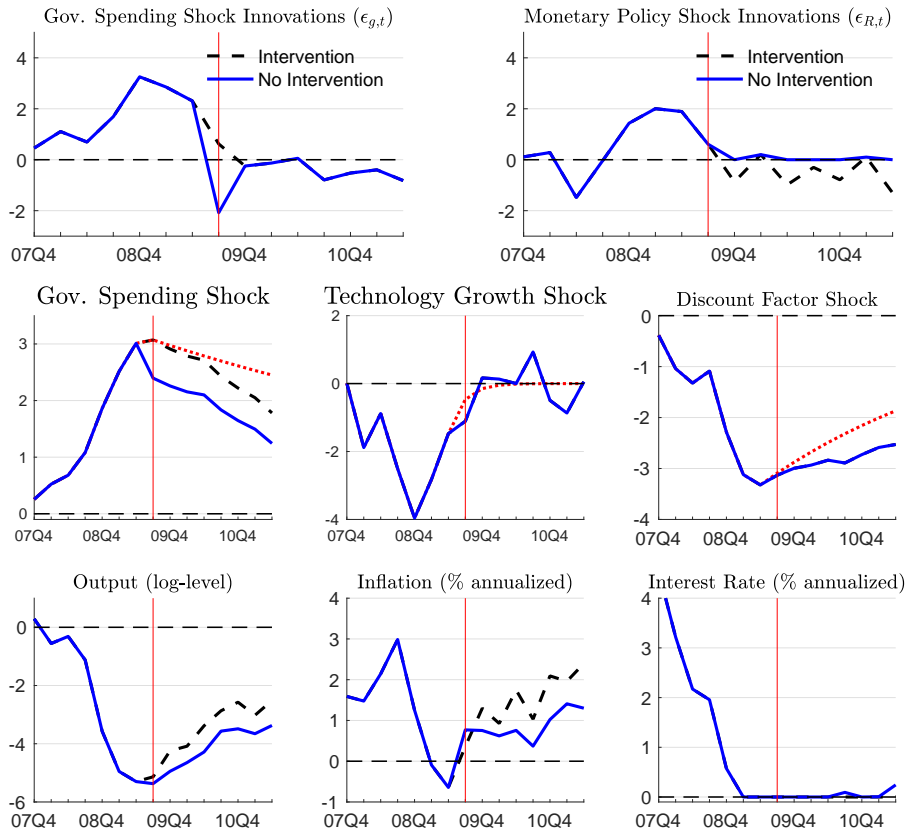 Gov. Spending Shock Innovations (ϵg,t)
Monetary Policy Shock Innovations (ϵR,t)
4
2
0
-2
Intervention
No Intervention
07Q4 08Q4 09Q4 10Q4
4
2
0
-2
Intervention
No Intervention
07Q4 08Q4 09Q4 10Q4
Gov. Spending Shock
3
2
1
0
07Q4 08Q4 09Q4 10Q4
Technology Growth Shock
2
0
-2
-4
07Q4 08Q4 09Q4 10Q4
Discount Factor Shock
0
-1
-2
-3
-4
07Q4 08Q4 09Q4 10Q4
Output (log-level)
0
-2
-4
-6
07Q4 08Q4 09Q4 10Q4
Inflation (% annualized)
4
3
2
1
0
-1
07Q4 08Q4 09Q4 10Q4
Interest Rate (% annualized)
4
3
2
1
0
07Q4 08Q4 09Q4 10Q4